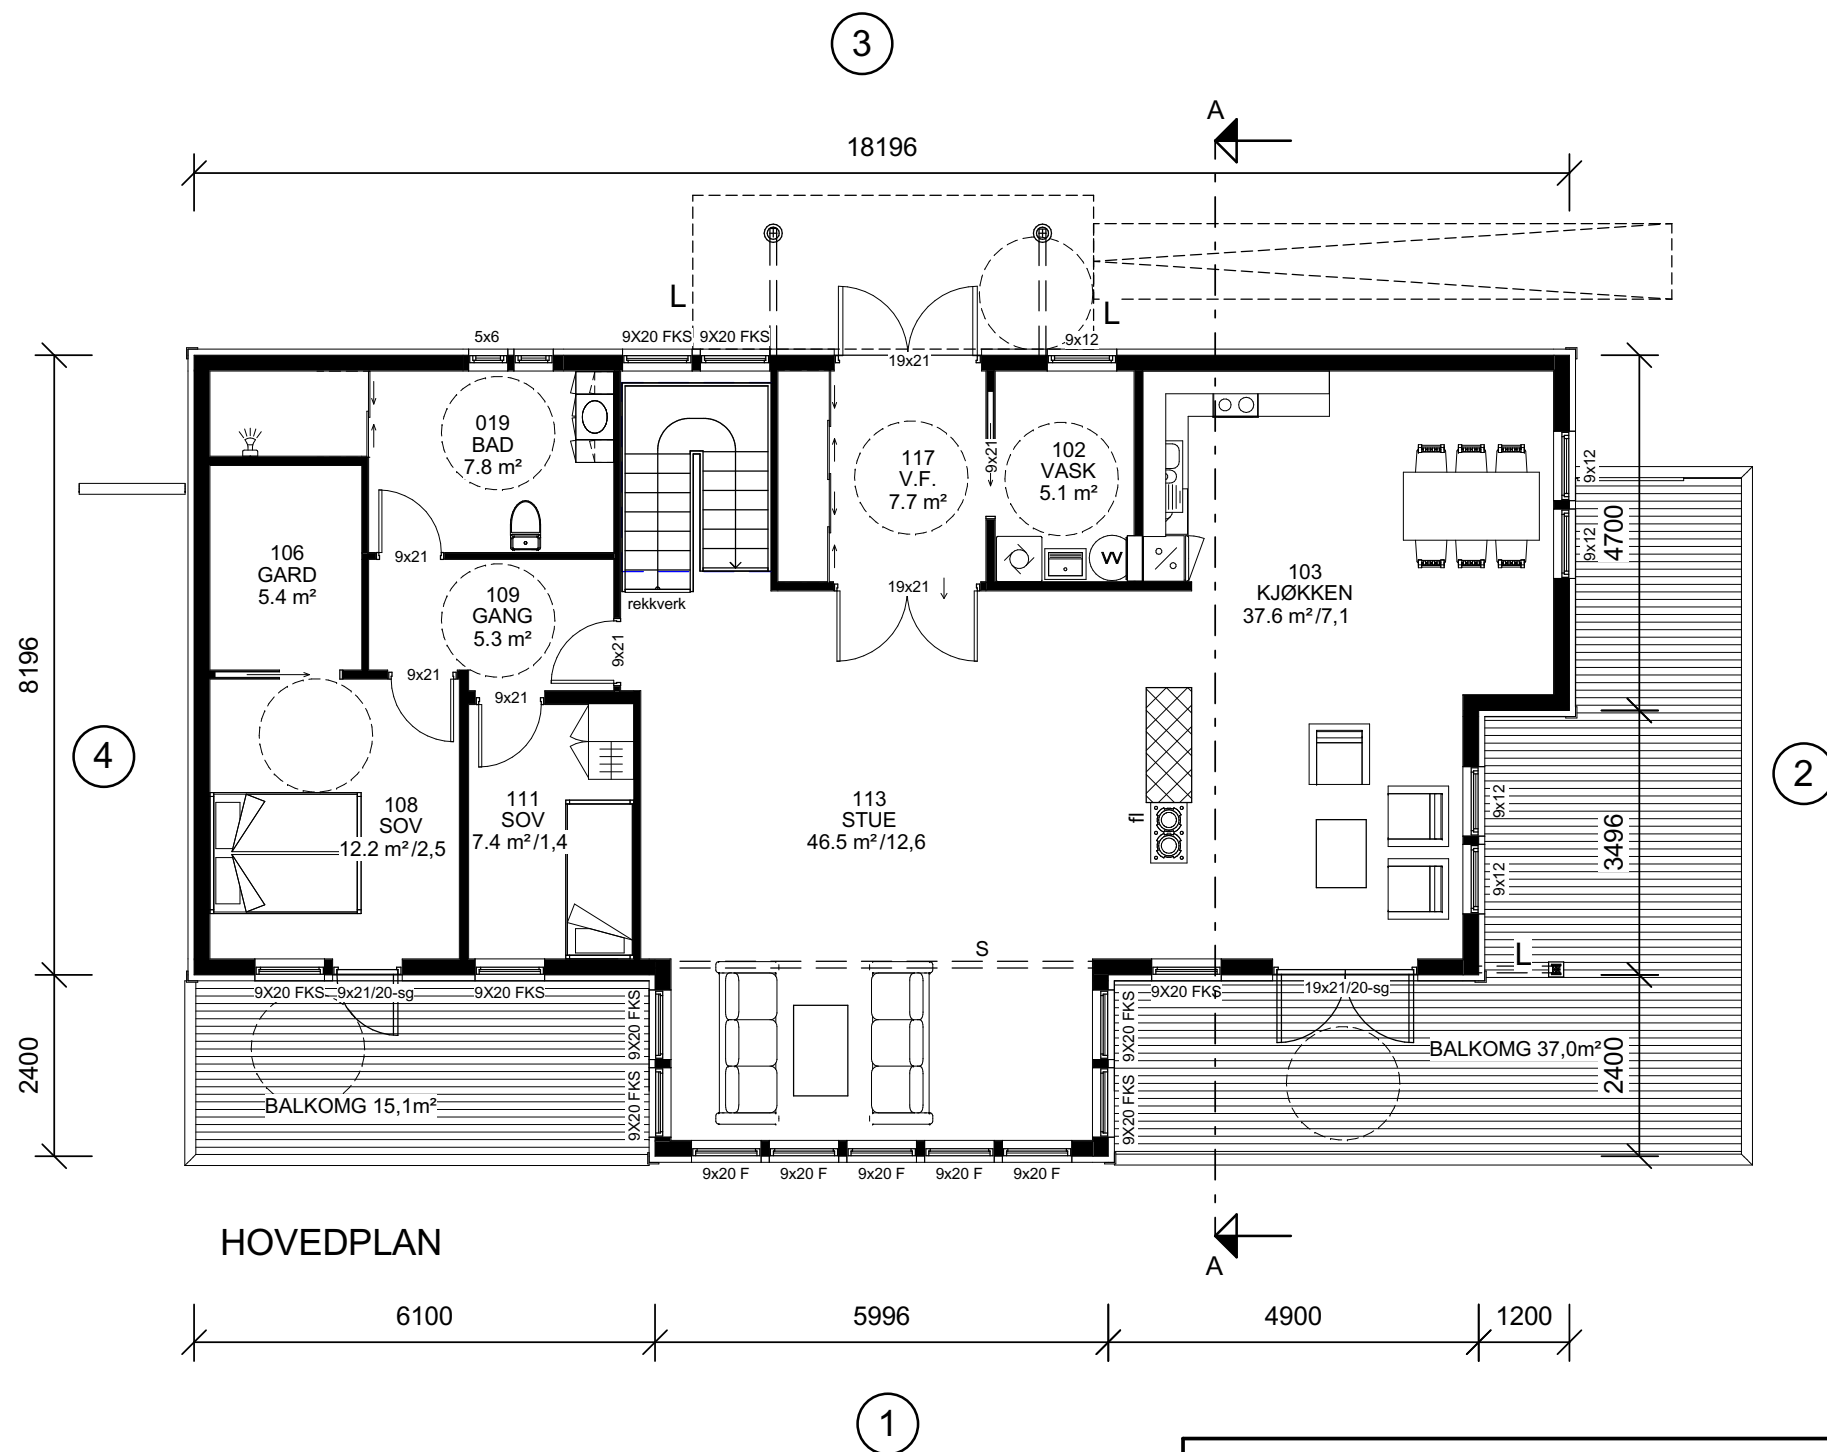 3
A
18196
L
L
5x6
9X20 FKS
9X20 FKS
19x21
9x12
019
BAD
7.8 m²
117
V.F.
7.7 m²
9x21
102
VASK
5.1 m²
W
9x12
9x12
4700
106
GARD
5.4 m²
9x21
109
GANG
5.3 m²
rekkverk
19x21
103
KJØKKEN
37.6 m²/7,1
8196
9x21
9x21
9x21
4
2
108
SOV
12.2 m²/2,5
111
SOV
7.4 m²/1,4
113
STUE
46.5 m²/12,6
fl
9x12
9x12
3496
S
L
9X20 FKS
9x21/20-sg
9X20 FKS
9X20 FKS
9X20 FKS
9X20 FKS
9X20 FKS
9X20 FKS
19x21/20-sg
2400
BALKOMG 15,1m²
BALKOMG 37,0m²
2400
9x20 F
9x20 F
9x20 F
9x20 F
9x20 F
HOVEDPLAN
A
6100
5996
4900
1200
1